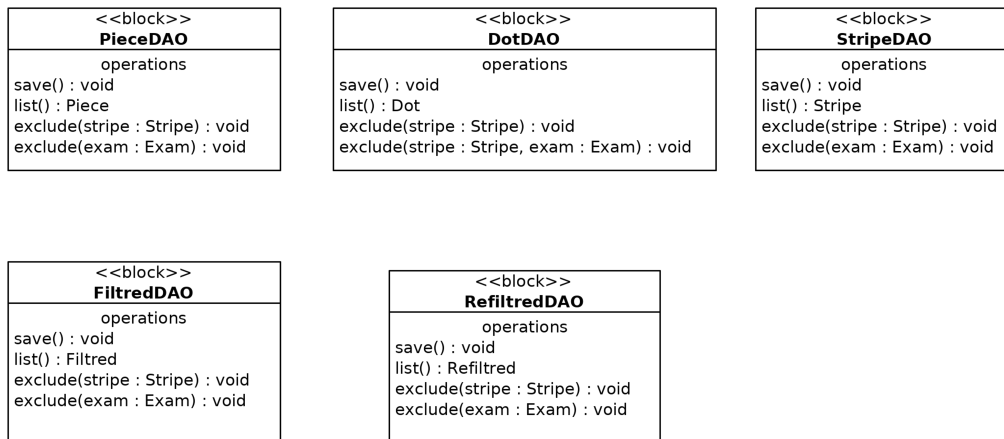 <<block>>
PieceDAO
operations
save() : void
list() : Piece
exclude(stripe : Stripe) : void
exclude(exam : Exam) : void
<<block>>
DotDAO
operations
save() : void
list() : Dot
exclude(stripe : Stripe) : void
exclude(stripe : Stripe, exam : Exam) : void
<<block>>
StripeDAO
operations
save() : void
list() : Stripe
exclude(stripe : Stripe) : void
exclude(exam : Exam) : void
<<block>>
FiltredDAO
operations
save() : void
list() : Filtred
exclude(stripe : Stripe) : void
exclude(exam : Exam) : void
<<block>>
RefiltredDAO
operations
save() : void
list() : Refiltred
exclude(stripe : Stripe) : void
exclude(exam : Exam) : void